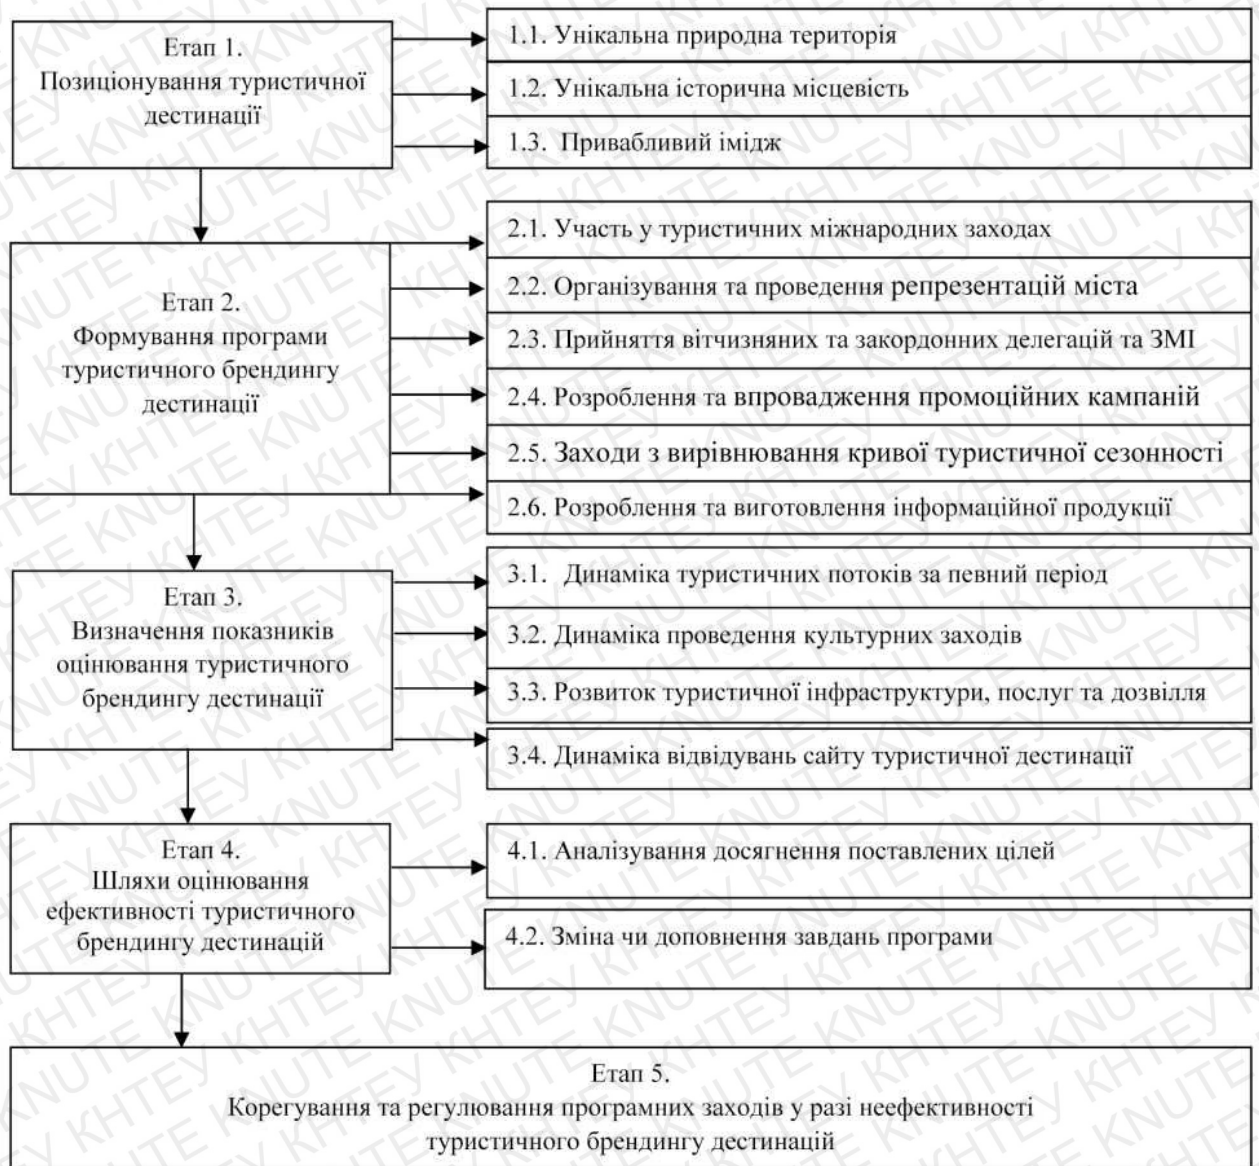 Етап 1.
Позиціонування туристичної
дестинації
1.1. Унікальна природна територія
1.2. Унікальна історична місцевість
1.3. Привабливий імідж
Етап 2.
Формування програми
туристичного брендингу
дестинації
2.1. Участь у туристичних міжнародних заходах
2.2. Організування та проведення репрезентацій міста
2.3. Прийняття вітчизняних та закордонних делегацій та ЗМІ
2.4. Розроблення та впровадження промоційних кампаній
2.5. Заходи з вирівнювання кривої туристичної сезонності
2.6. Розроблення та виготовлення інформаційної продукції
Етап 3.
Визначення показників
оцінювання туристичного
брендингу дестинації
3.1. Динаміка туристичних потоків за певний період
3.2. Динаміка проведення культурних заходів
3.3. Розвиток туристичної інфраструктури, послуг та дозвілля
3.4. Динаміка відвідувань сайту туристичної дестинації
Етап 4.
Шляхи оцінювання
ефективності туристичного
брендингу дестинацій
4.1. Аналізування досягнення поставлених цілей
4.2. Зміна чи доповнення завдань програми
Етап 5.
Корегування та регулювання програмних заходів у разі неефективності
туристичного брендингу дестинацій